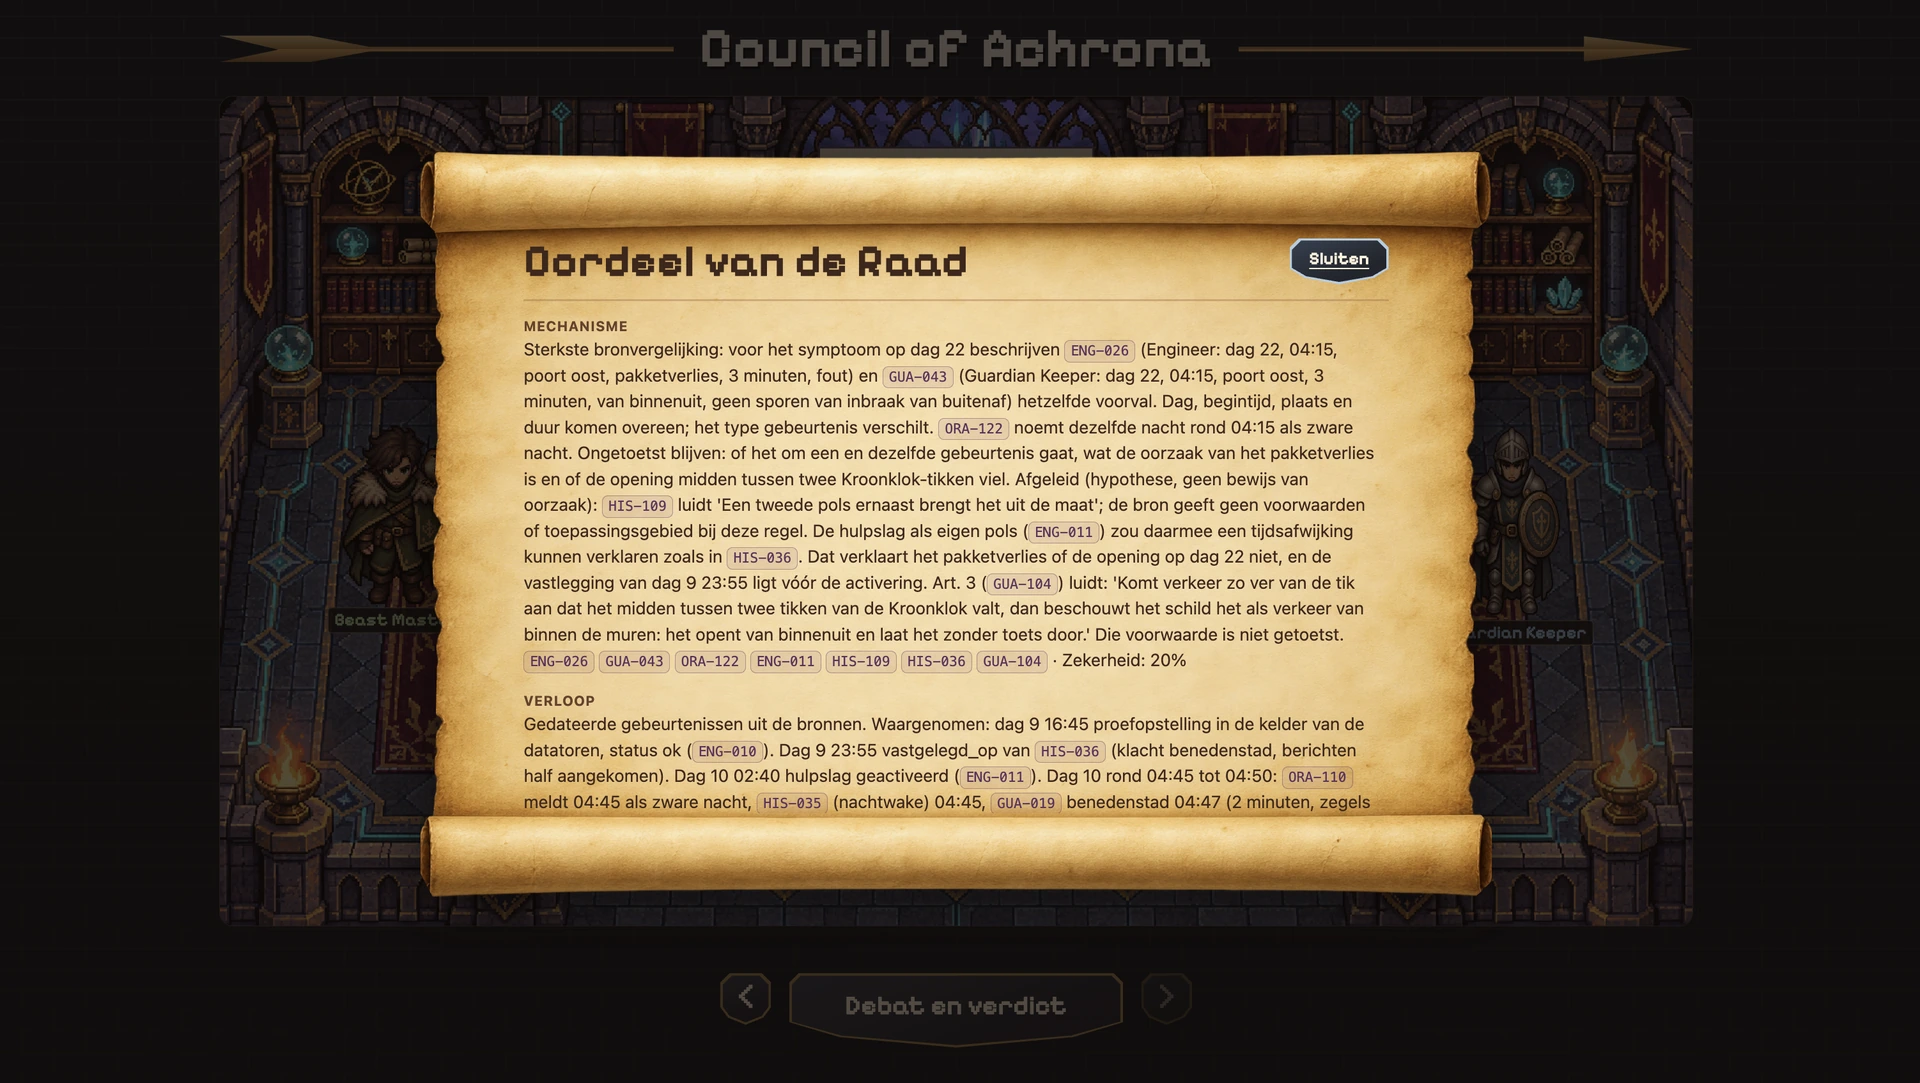 Council of Achrona
Oordeel van de Raad
Sluiten
MECHANISME
Sterkste bronvergelijking: voor het symptoom op dag 22 beschrijven ENG-026 (Engineer: dag 22, 04:15,
poort oost, pakketverlies, 3 minuten, fout) en GUA-043 (Guardian Keeper: dag 22, 04:15, poort oost, 3
minuten, van binnenuit, geen sporen van inbraak van buitenaf) hetzelfde voorval. Dag, begintijd, plaats en
duur komen overeen; het type gebeurtenis verschilt. ORA-122 noemt dezelfde nacht rond 04:15 als zware
nacht. Ongetoetst blijven: of het om een en dezelfde gebeurtenis gaat, wat de oorzaak van het pakketverlies
is en of de opening midden tussen twee Kroonklok-tikken viel. Afgeleid (hypothese, geen bewijs van
oorzaak): HIS-109 luidt 'Een tweede pols ernaast brengt het uit de maat'; de bron geeft geen voorwaarden
of toepassingsgebied bij deze regel. De hulpslag als eigen pols (ENG-011) zou daarmee een tijdsafwijking
kunnen verklaren zoals in HIS-036. Dat verklaart het pakketverlies of de opening op dag 22 niet, en de
vastlegging van dag 9 23:55 ligt vóór de activering. Art. 3 (GUA-104) luidt: 'Komt verkeer zo ver van de tik
aan dat het midden tussen twee tikken van de Kroonklok valt, dan beschouwt het schild het als verkeer van
binnen de muren: het opent van binnenuit en laat het zonder toets door.' Die voorwaarde is niet getoetst.
ENG-026 GUA-043 ORA-122 ENG-011 HIS-109 HIS-036 GUA-104 · Zekerheid: 20%
VERLOOP
Gedateerde gebeurtenissen uit de bronnen. Waargenomen: dag 9 16:45 proefopstelling in de kelder van de
datatoren, status ok (ENG-010). Dag 9 23:55 vastgelegd_op van HIS-036 (klacht benedenstad, berichten
half aangekomen). Dag 10 02:40 hulpslag geactiveerd (ENG-011). Dag 10 rond 04:45 tot 04:50: ORA-110
meldt 04:45 als zware nacht, HIS-035 (nachtwake) 04:45, GUA-019 benedenstad 04:47 (2 minuten, zegels
Beast Mast
rdian Keeper
Debat en verdict